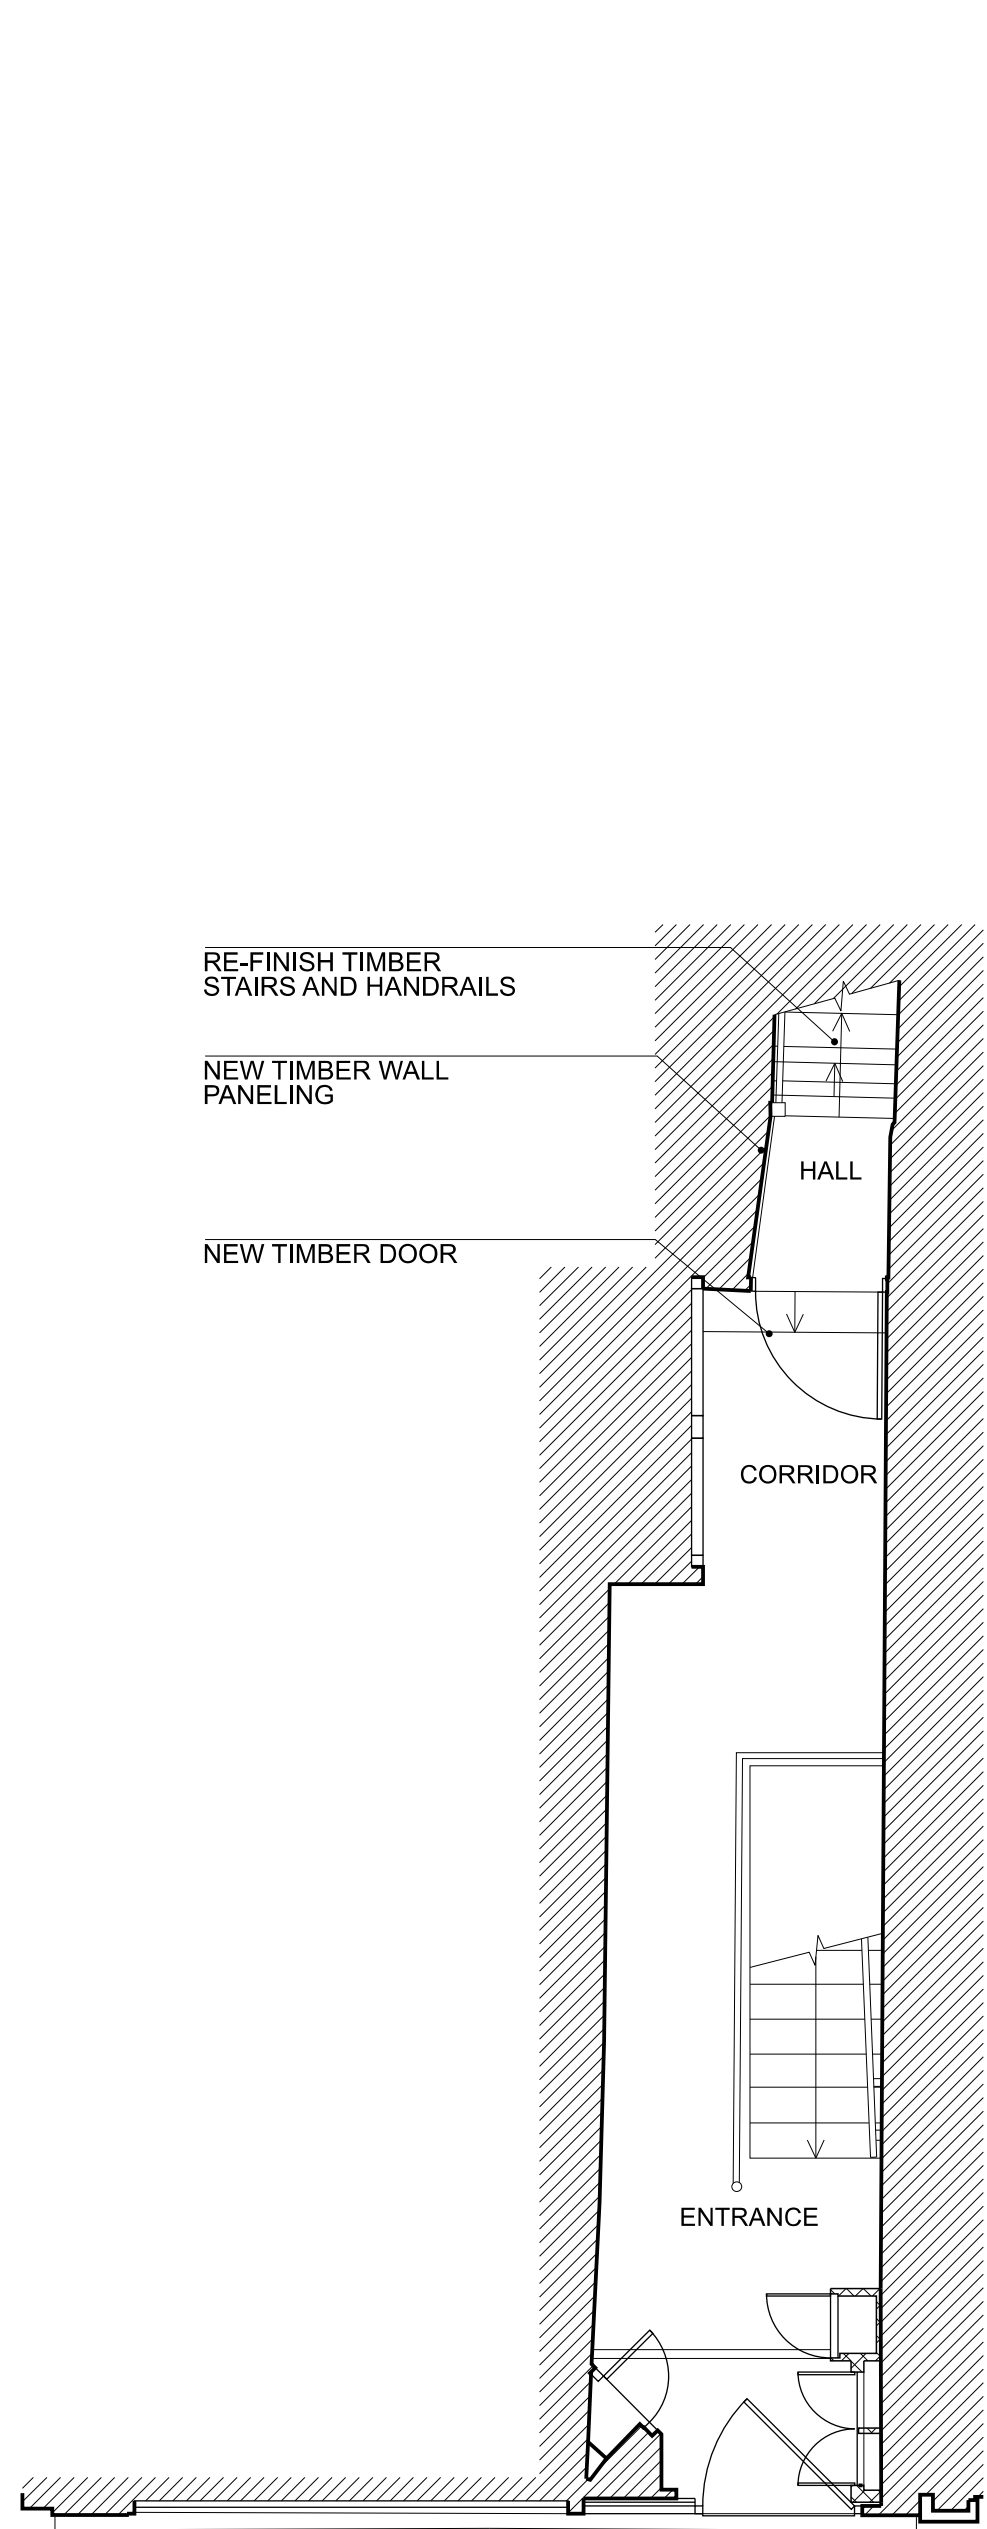 RE-FINISH TIMBER
STAIRS AND HANDRAILS
NEW TIMBER WALL
PANELING
HALL
NEW TIMBER DOOR
CORRIDOR
ENTRANCE